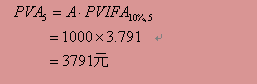 PVA₅ = A· PVIFA₁₀%,₅
= 1000×3.791 ↵
= 3791元